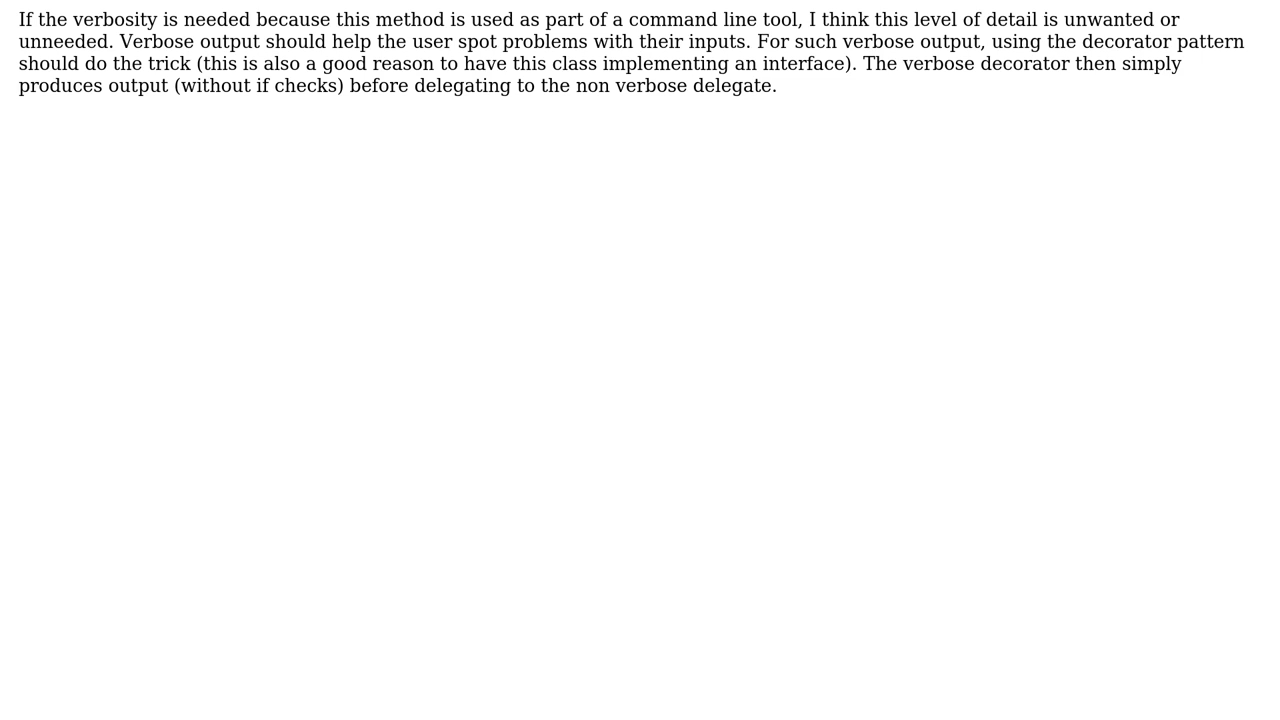 If the verbosity is needed because this method is used as part of a command line tool, I think this level of detail is unwanted or
unneeded. Verbose output should help the user spot problems with their inputs. For such verbose output, using the decorator pattern
should do the trick (this is also a good reason to have this class implementing an interface). The verbose decorator then simply
produces output (without if checks) before delegating to the non verbose delegate.